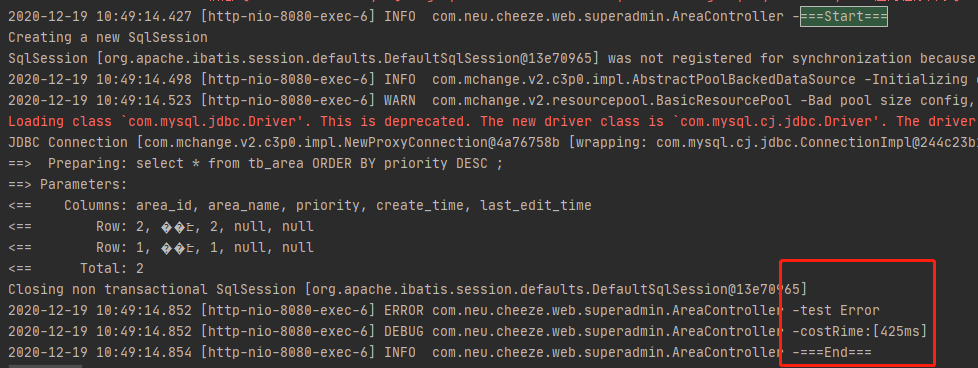 2020-12-19 10:49:14.427 [http-nio-8080-exec-6] INFO  com.neu.cheeze.web.superadmin.AreaController -===Start===
Creating a new SqlSession
SqlSession [org.apache.ibatis.session.defaults.DefaultSqlSession@13e70965] was not registered for synchronization because
2020-12-19 10:49:14.498 [http-nio-8080-exec-6] INFO  com.mchange.v2.c3p0.impl.AbstractPoolBackedDataSource -Initializing
2020-12-19 10:49:14.523 [http-nio-8080-exec-6] WARN  com.mchange.v2.resourcepool.BasicResourcePool -Bad pool size config,
Loading class `com.mysql.jdbc.Driver'. This is deprecated. The new driver class is `com.mysql.cj.jdbc.Driver'. The driver
JDBC Connection [com.mchange.v2.c3p0.impl.NewProxyConnection@4a76758b [wrapping: com.mysql.cj.jdbc.ConnectionImpl@244c23b
==>  Preparing: select * from tb_area ORDER BY priority DESC ;
==> Parameters:
<==    Columns: area_id, area_name, priority, create_time, last_edit_time
<==        Row: 2, ��Է, 2, null, null
<==        Row: 1, ��Է, 1, null, null
<==      Total: 2
Closing non transactional SqlSession [org.apache.ibatis.session.defaults.DefaultSqlSession@13e70965]
2020-12-19 10:49:14.852 [http-nio-8080-exec-6] ERROR com.neu.cheeze.web.superadmin.AreaController -test Error
2020-12-19 10:49:14.852 [http-nio-8080-exec-6] DEBUG com.neu.cheeze.web.superadmin.AreaController -costRime:[425ms]
2020-12-19 10:49:14.854 [http-nio-8080-exec-6] INFO  com.neu.cheeze.web.superadmin.AreaController -===End===